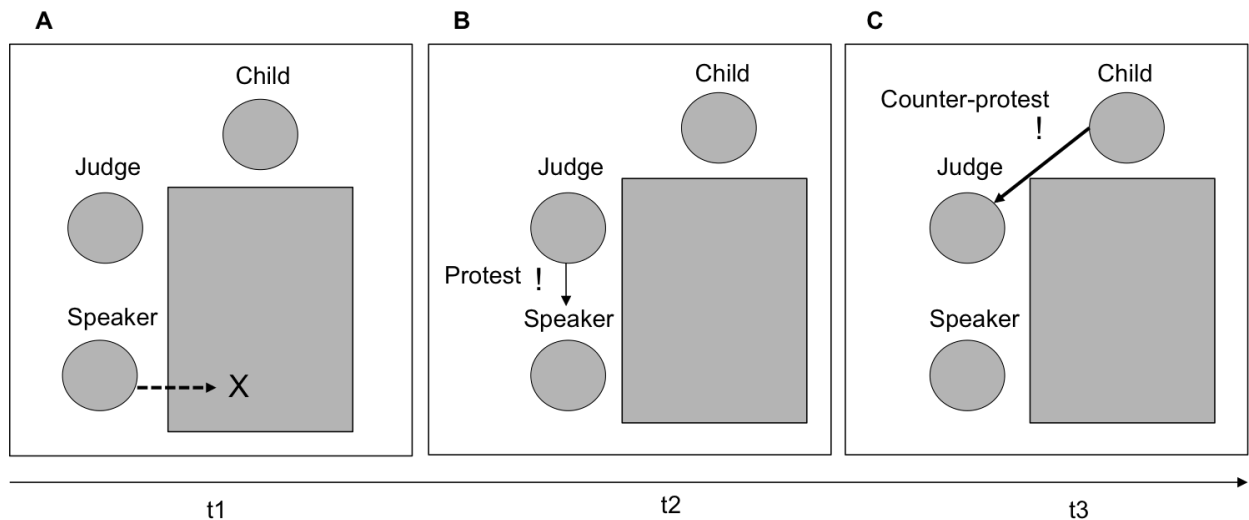 A
Child
Judge
Speaker
X
B
Child
Judge
Protest !
Speaker
C
Child
Counter-protest
!
Judge
Speaker
t1
t2
t3